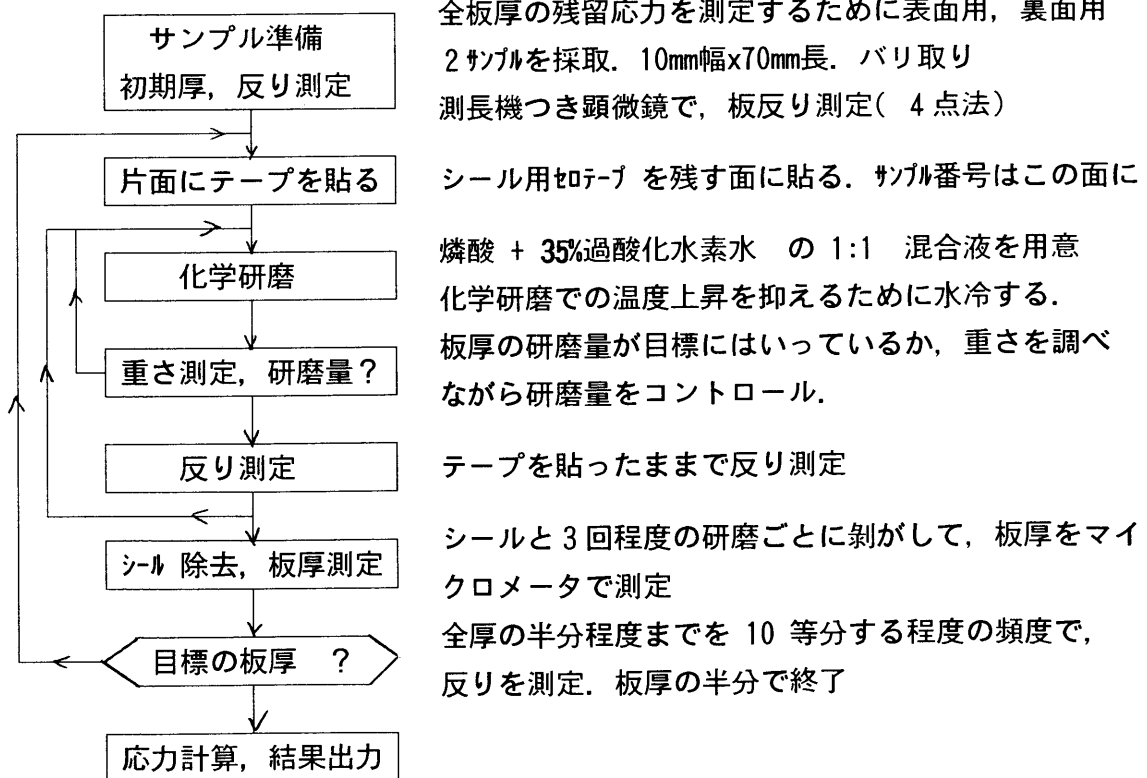 サンプル準備
初期厚，反り測定
全板厚の残留応力を測定するために表面用，裏面用
2ｻﾝﾌﾟﾙを採取．10mm幅x70mm長．バリ取り
測長機つき顕微鏡で，板反り測定( 4点法)
片面にテープを貼る
シール用ｾﾛﾃｰﾌﾟ を残す面に貼る．ｻﾝﾌﾟﾙ番号はこの面に
化学研磨
燐酸 + 35%過酸化水素水 の 1:1 混合液を用意
化学研磨での温度上昇を抑えるために水冷する．
重さ測定，研磨量？
板厚の研磨量が目標にはいっているか，重さを調べ
ながら研磨量をコントロール．
反り測定
テープを貼ったままで反り測定
ｼｰﾙ 除去，板厚測定
シールと3回程度の研磨ごとに剝がして，板厚をマイ
クロメータで測定
目標の板厚 ？
全厚の半分程度までを 10 等分する程度の頻度で，
反りを測定．板厚の半分で終了
応力計算，結果出力